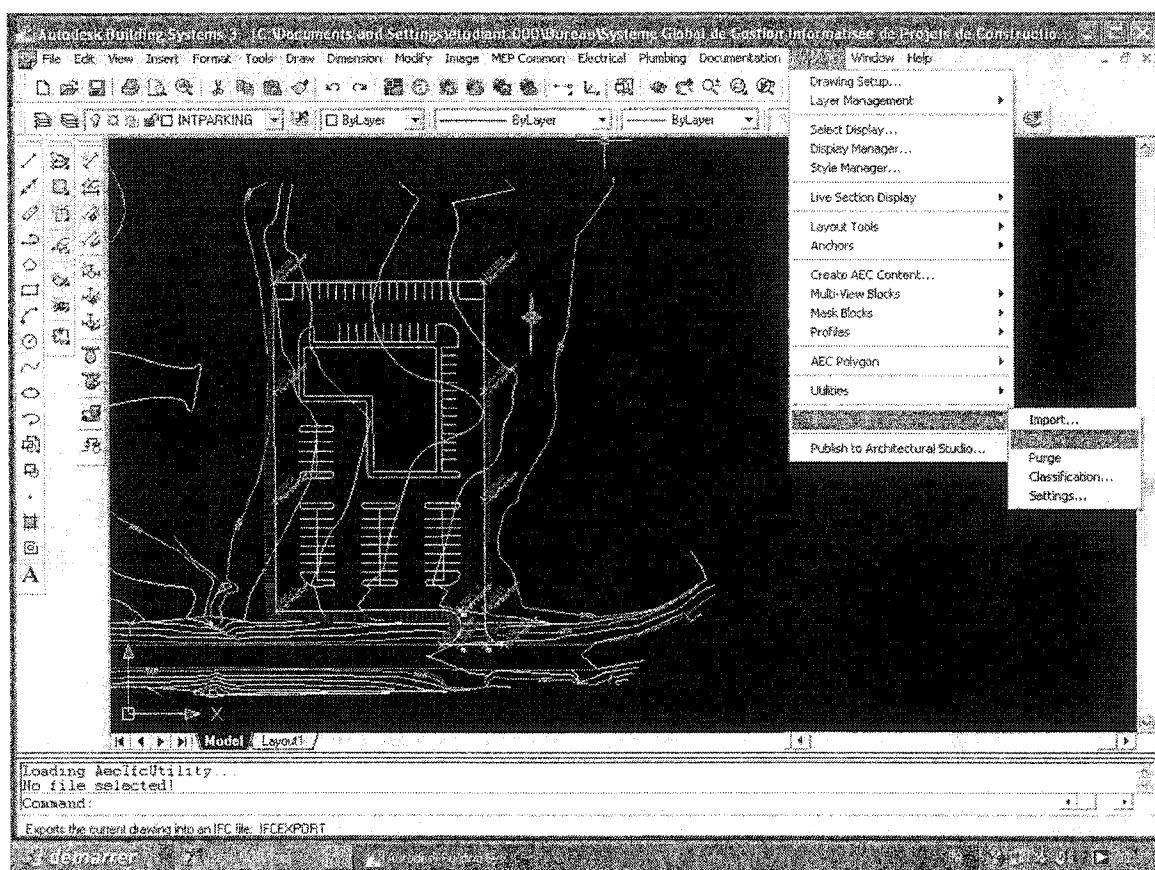 Autodesk Building Systems 3 - [C:\Documents and Settings\etudiant.000\Bureau\Système Global de Gestion Informatisée de Projets de Constructio...
File Edit View Insert Format Tools Draw Dimension Modify Image MEP Common Electrical Plumbing Documentation Window Help
INTPARKING ByLayer ByLayer ByLayer
Drawing Setup...
Layer Management
Select Display...
Display Manager...
Style Manager...
Live Section Display
Layout Tools
Anchors
Create AEC Content...
Multi-View Blocks
Mask Blocks
Profiles
AEC Polygon
Utilities
Import...
Publish to Architectural Studio...
Purge
Classification...
Settings...
A
X
Model Layout1
Loading AecIfcUtility...
No file selected!
Command:
Exports the current drawing into an IFC file: IFCEXPORT
démarrer